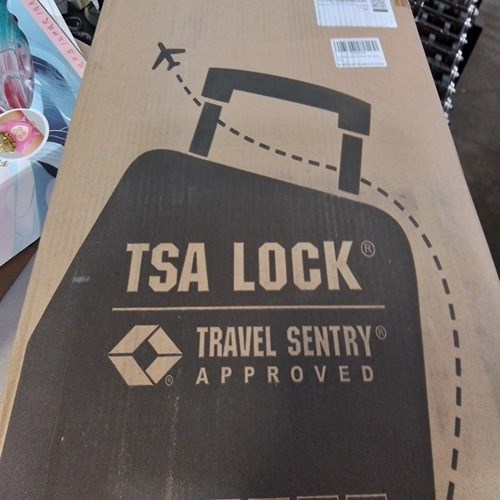 TSA LOCK®
TRAVEL SENTRY®
APPROVED
®